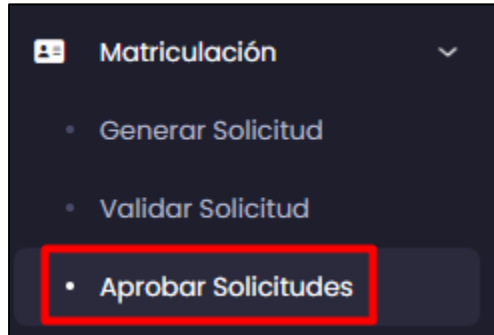 Matriculación
Generar Solicitud
Validar Solicitud
Aprobar Solicitudes